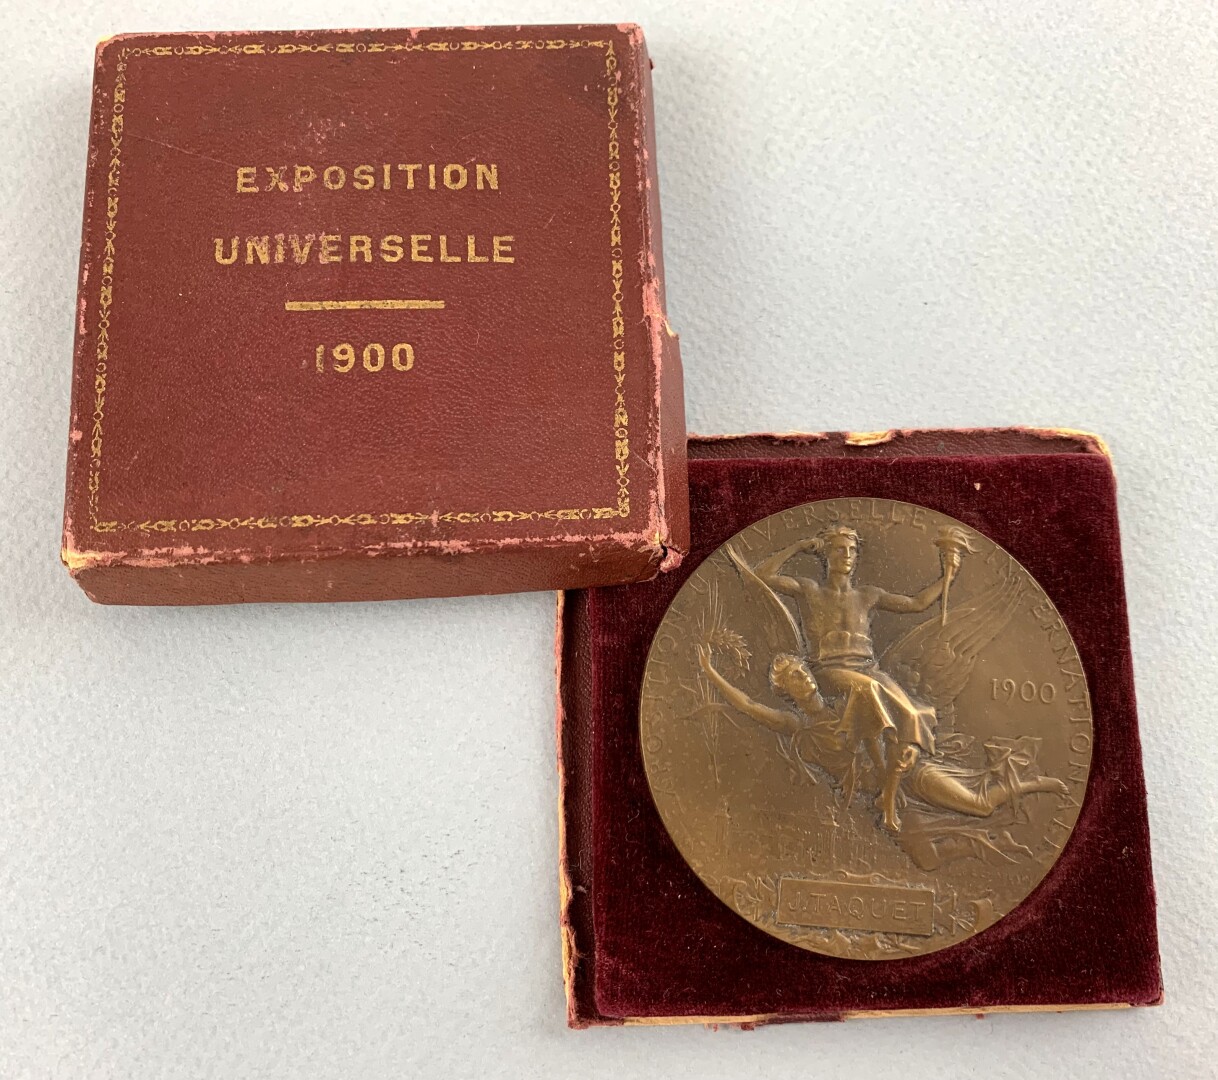 EXPOSITION
UNIVERSELLE
1900
EXPOSITION UNIVERSELLE INTERNATIONALE
1900
J.TAQUET